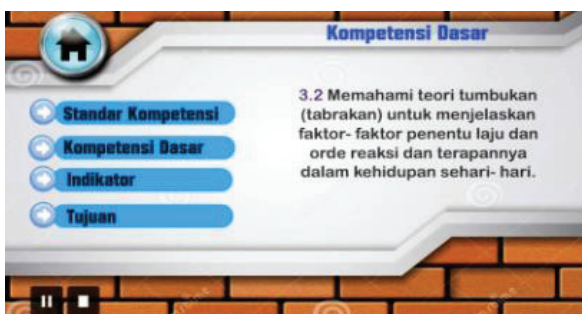 Kompetensi Dasar
Standar Kompetensi
Kompetensi Dasar
Indikator
Tujuan
3.2 Memahami teori tumbukan
(tabrakan) untuk menjelaskan
faktor- faktor penentu laju dan
orde reaksi dan terapannya
dalam kehidupan sehari- hari.